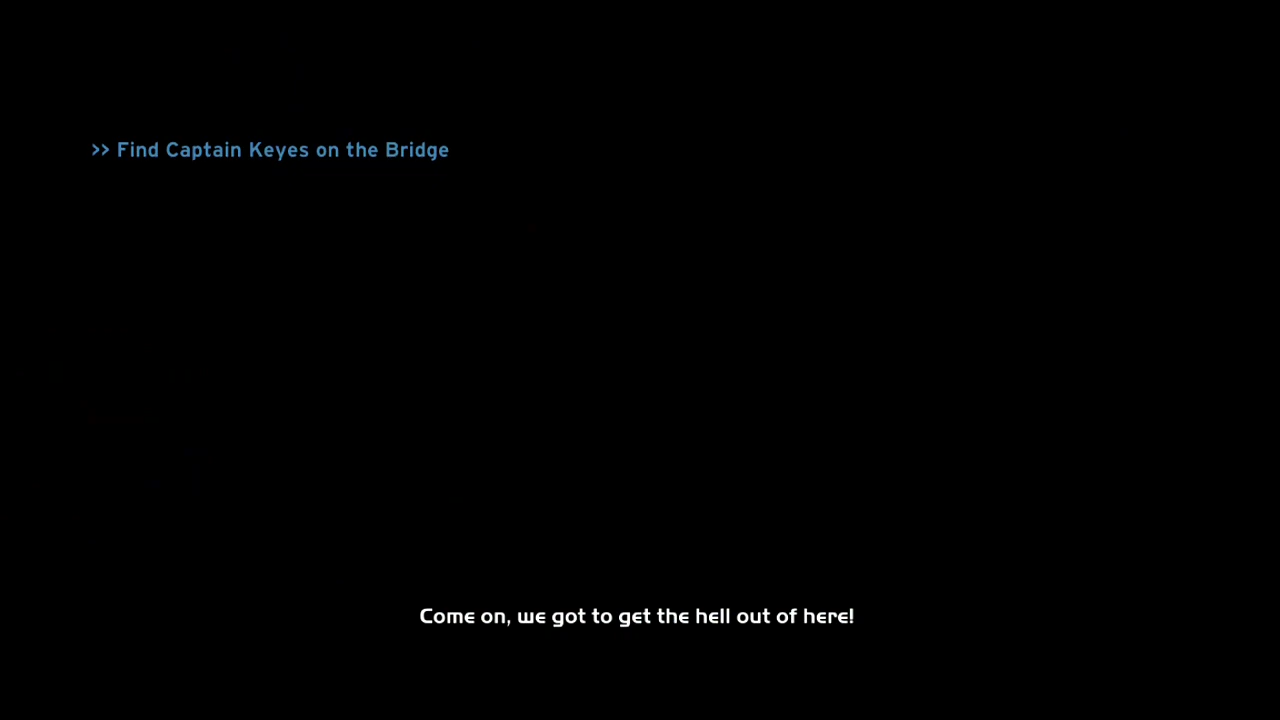 >> Find Captain Keyes on the Bridge
Come on, we got to get the hell out of here!